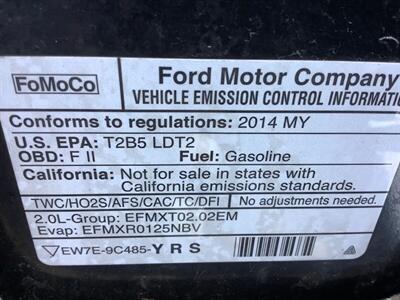 FoMoCo
Ford Motor Company
VEHICLE EMISSION CONTROL INFORMATION
Conforms to regulations: 2014 MY
U.S. EPA: T2B5 LDT2
OBD: F II Fuel: Gasoline
California: Not for sale in states with
California emissions standards.
TWC/HO2S/AFS/CAC/TC/DFI No adjustments needed.
2.0L-Group: EFMXT02.02EM
Evap: EFMXR0125NBV
EW7E-9C485-YRS